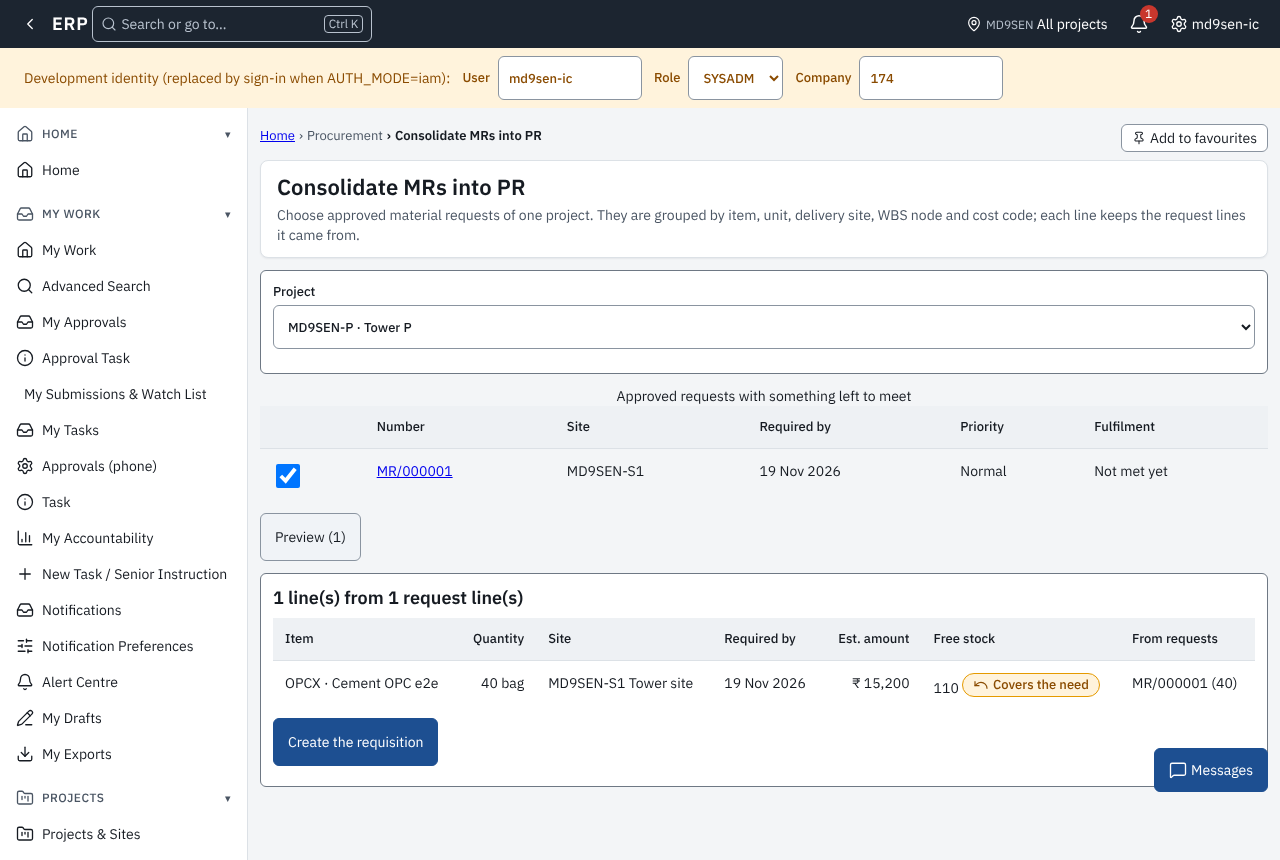 ERP
Search or go to...
Ctrl K
MD9SEN All projects
1
md9sen-ic
Development identity (replaced by sign-in when AUTH_MODE=iam):
User
md9sen-ic
Role
SYSADM
Company
174
HOME
Home
MY WORK
My Work
Advanced Search
My Approvals
Approval Task
My Submissions & Watch List
My Tasks
Approvals (phone)
Task
My Accountability
New Task / Senior Instruction
Notifications
Notification Preferences
Alert Centre
My Drafts
My Exports
PROJECTS
Projects & Sites
Home › Procurement › Consolidate MRs into PR
Add to favourites
Consolidate MRs into PR
Choose approved material requests of one project. They are grouped by item, unit, delivery site, WBS node and cost code; each line keeps the request lines
it came from.
Project
MD9SEN-P · Tower P
Approved requests with something left to meet
Number Site Required by Priority Fulfilment
MR/000001 MD9SEN-S1 19 Nov 2026 Normal Not met yet
Preview (1)
1 line(s) from 1 request line(s)
Item Quantity Site Required by Est. amount Free stock From requests
OPCX · Cement OPC e2e 40 bag MD9SEN-S1 Tower site 19 Nov 2026 ₹ 15,200 110 Covers the need MR/000001 (40)
Create the requisition
Messages